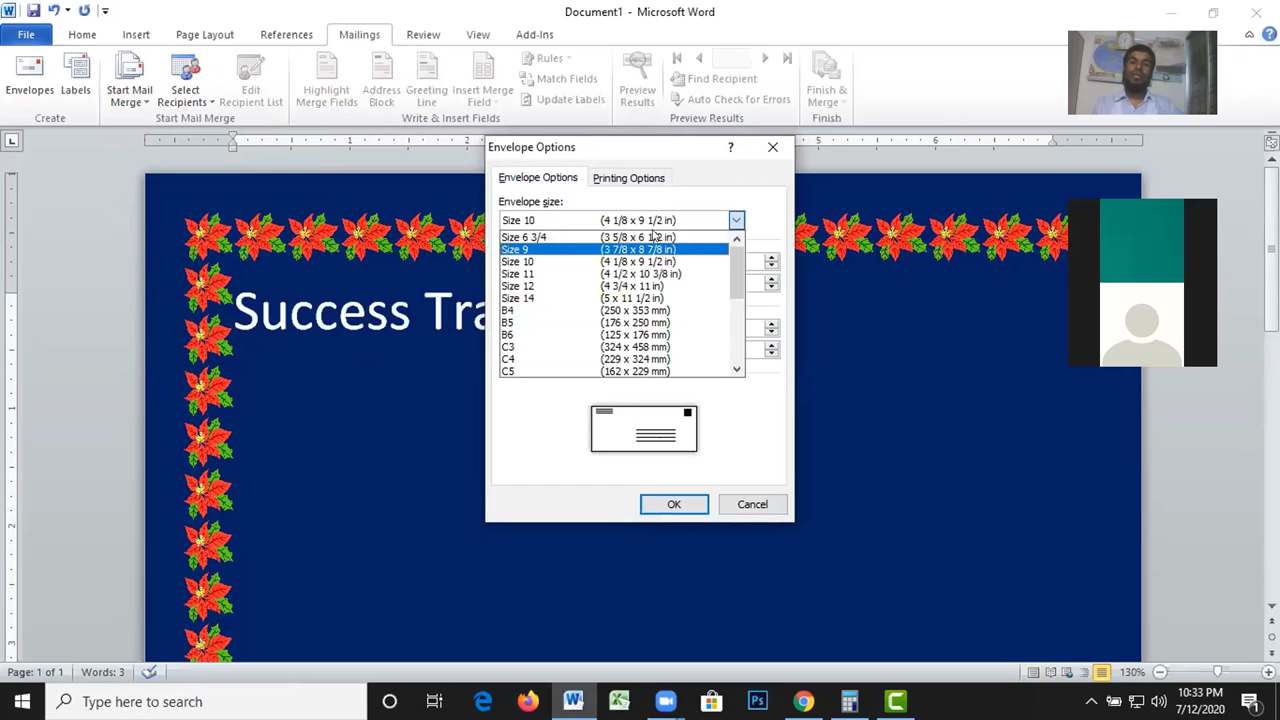 Document1 - Microsoft Word
File Home Insert Page Layout References Mailings Review View Add-Ins
Envelopes
Labels
Start Mail
Merge
Select
Recipients
Edit
Recipient List
Highlight
Merge Fields
Address
Block
Greeting
Line
Insert Merge
Field
Rules
Match Fields
Update Labels
Preview
Results
Find Recipient
Auto Check for Errors
Finish &
Merge
Create Start Mail Merge Write & Insert Fields Preview Results Finish
1 2 5 6 7
Envelope Options
Envelope Options Printing Options
Envelope size:
Size 10 (4 1/8 x 9 1/2 in)
Size 6 3/4 (3 5/8 x 6 1/2 in)
Size 9 (3 7/8 x 8 7/8 in)
Size 10 (4 1/8 x 9 1/2 in)
Size 11 (4 1/2 x 10 3/8 in)
Size 12 (4 3/4 x 11 in)
Size 14 (5 x 11 1/2 in)
B4 (250 x 353 mm)
B5 (176 x 250 mm)
B6 (125 x 176 mm)
C3 (324 x 458 mm)
C4 (229 x 324 mm)
C5 (162 x 229 mm)
OK Cancel
Success Tra
Page: 1 of 1 Words: 3 130%
Type here to search
10:33 PM
7/12/2020